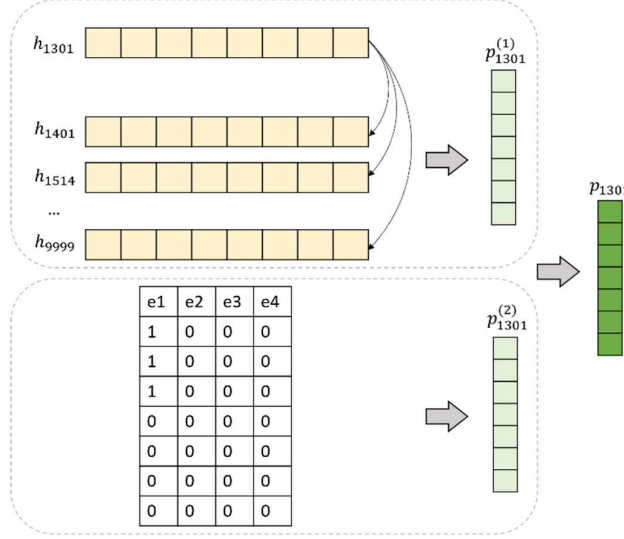 h₁₃₀₁
p₁₃₀₁⁽¹⁾
h₁₄₀₁
h₁₅₁₄
...
h₉₉₉₉
p₁₃₀₁
e1 e2 e3 e4
1 0 0 0
1 0 0 0
1 0 0 0
0 0 0 0
0 0 0 0
0 0 0 0
0 0 0 0
p₁₃₀₁⁽²⁾